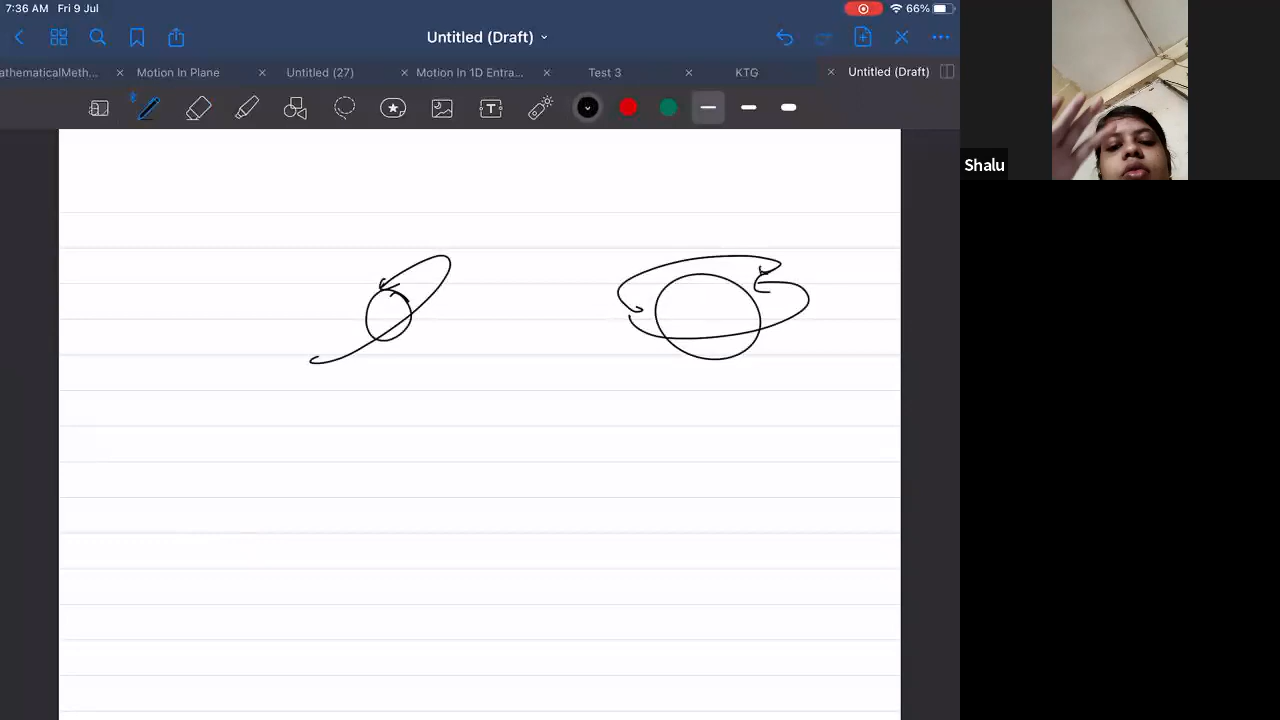 7:36 AM Fri 9 Jul
66%
Untitled (Draft)
athematicalMeth...
Motion In Plane
Untitled (27)
Motion In 1D Entra...
Test 3
KTG
Untitled (Draft)
T
Shalu